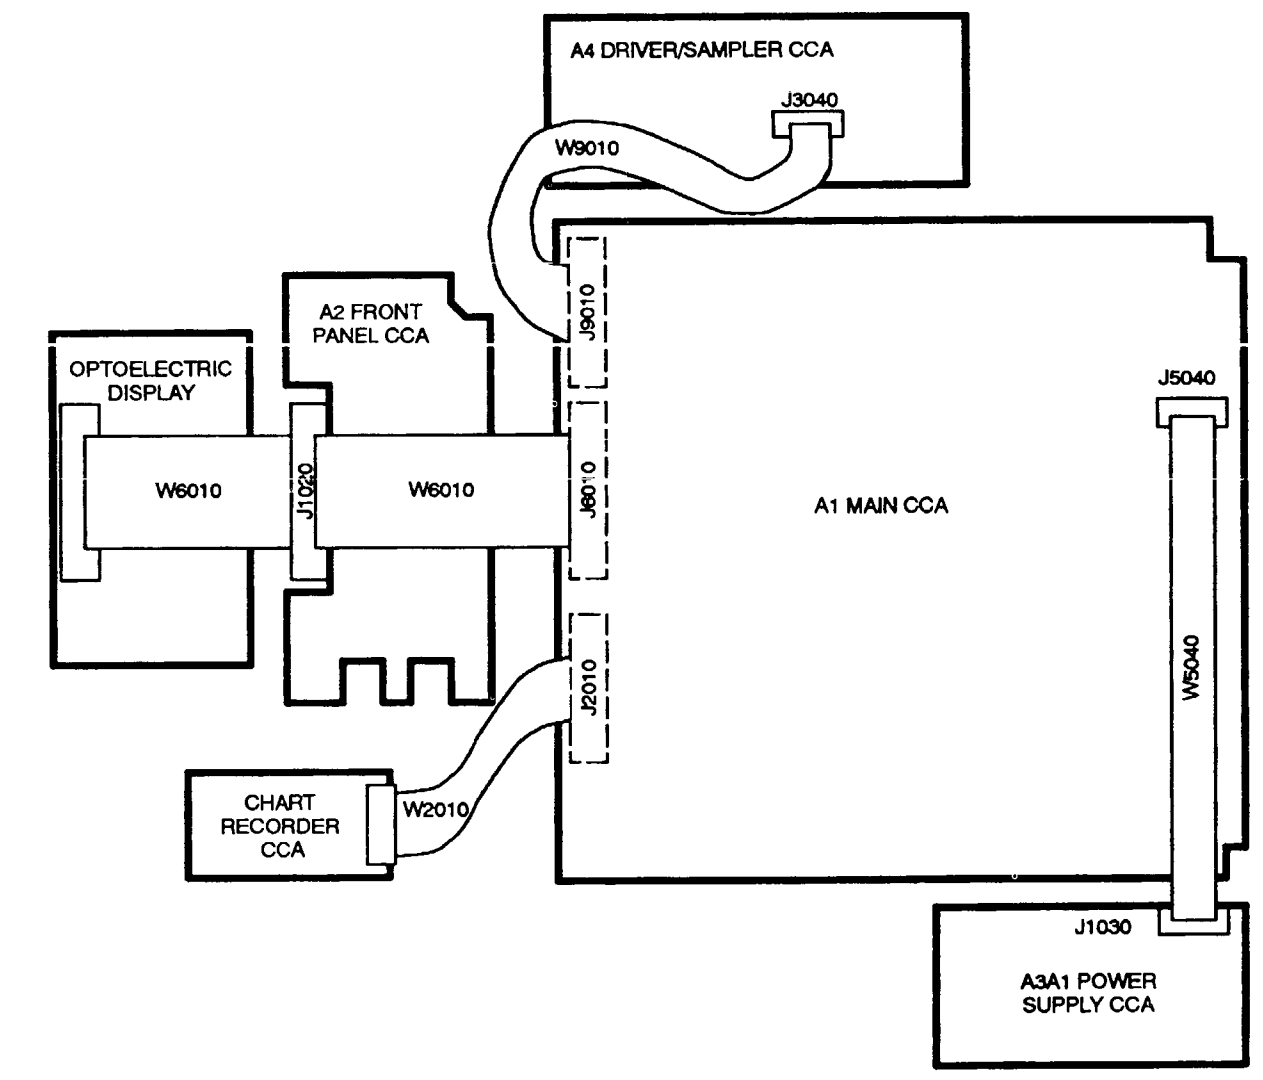 A4 DRIVER/SAMPLER CCA
J3040
W9010
J9010
A2 FRONT
PANEL CCA
OPTOELECTRIC
DISPLAY
J5040
W6010
J1020
W6010
J6010
A1 MAIN CCA
W5040
J2010
CHART
RECORDER
CCA
W2010
J1030
A3A1 POWER
SUPPLY CCA